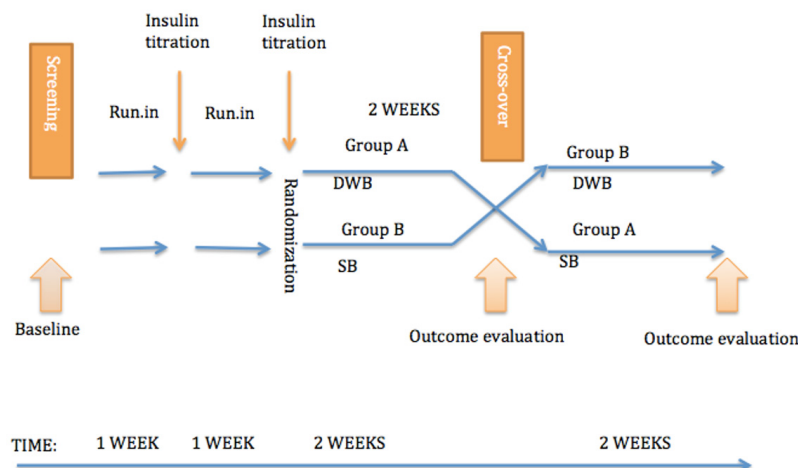 Insulin
titration
Insulin
titration
Screening
Cross-over
Run.in
Run.in
2 WEEKS
Group A
DWB
Group B
DWB
Randomization
Group B
SB
Group A
SB
Baseline
Outcome evaluation
Outcome evaluation
TIME:
1 WEEK
1 WEEK
2 WEEKS
2 WEEKS